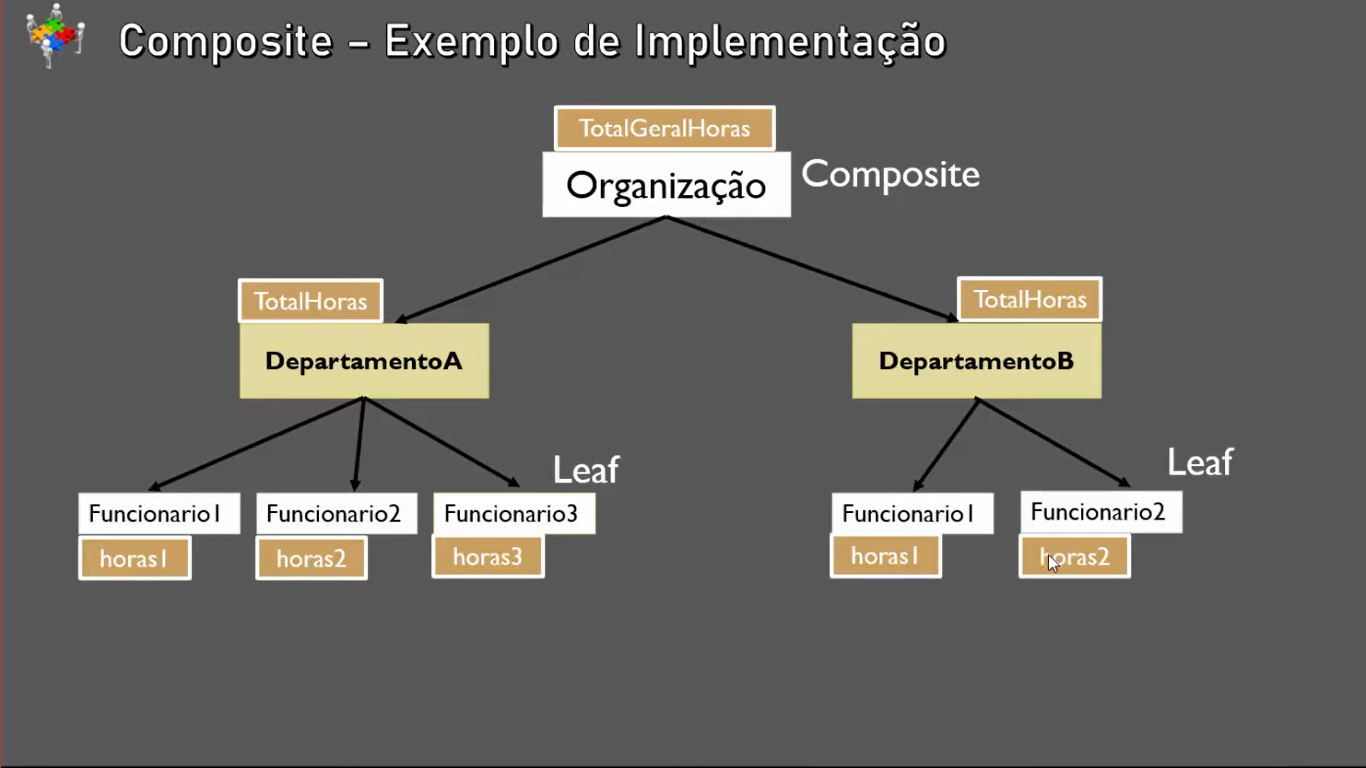 Composite – Exemplo de Implementação
TotalGeralHoras
Organização
Composite
TotalHoras
TotalHoras
DepartamentoA
DepartamentoB
Leaf
Leaf
Funcionario1
Funcionario2
Funcionario3
Funcionario1
Funcionario2
horas1
horas2
horas3
horas1
horas2